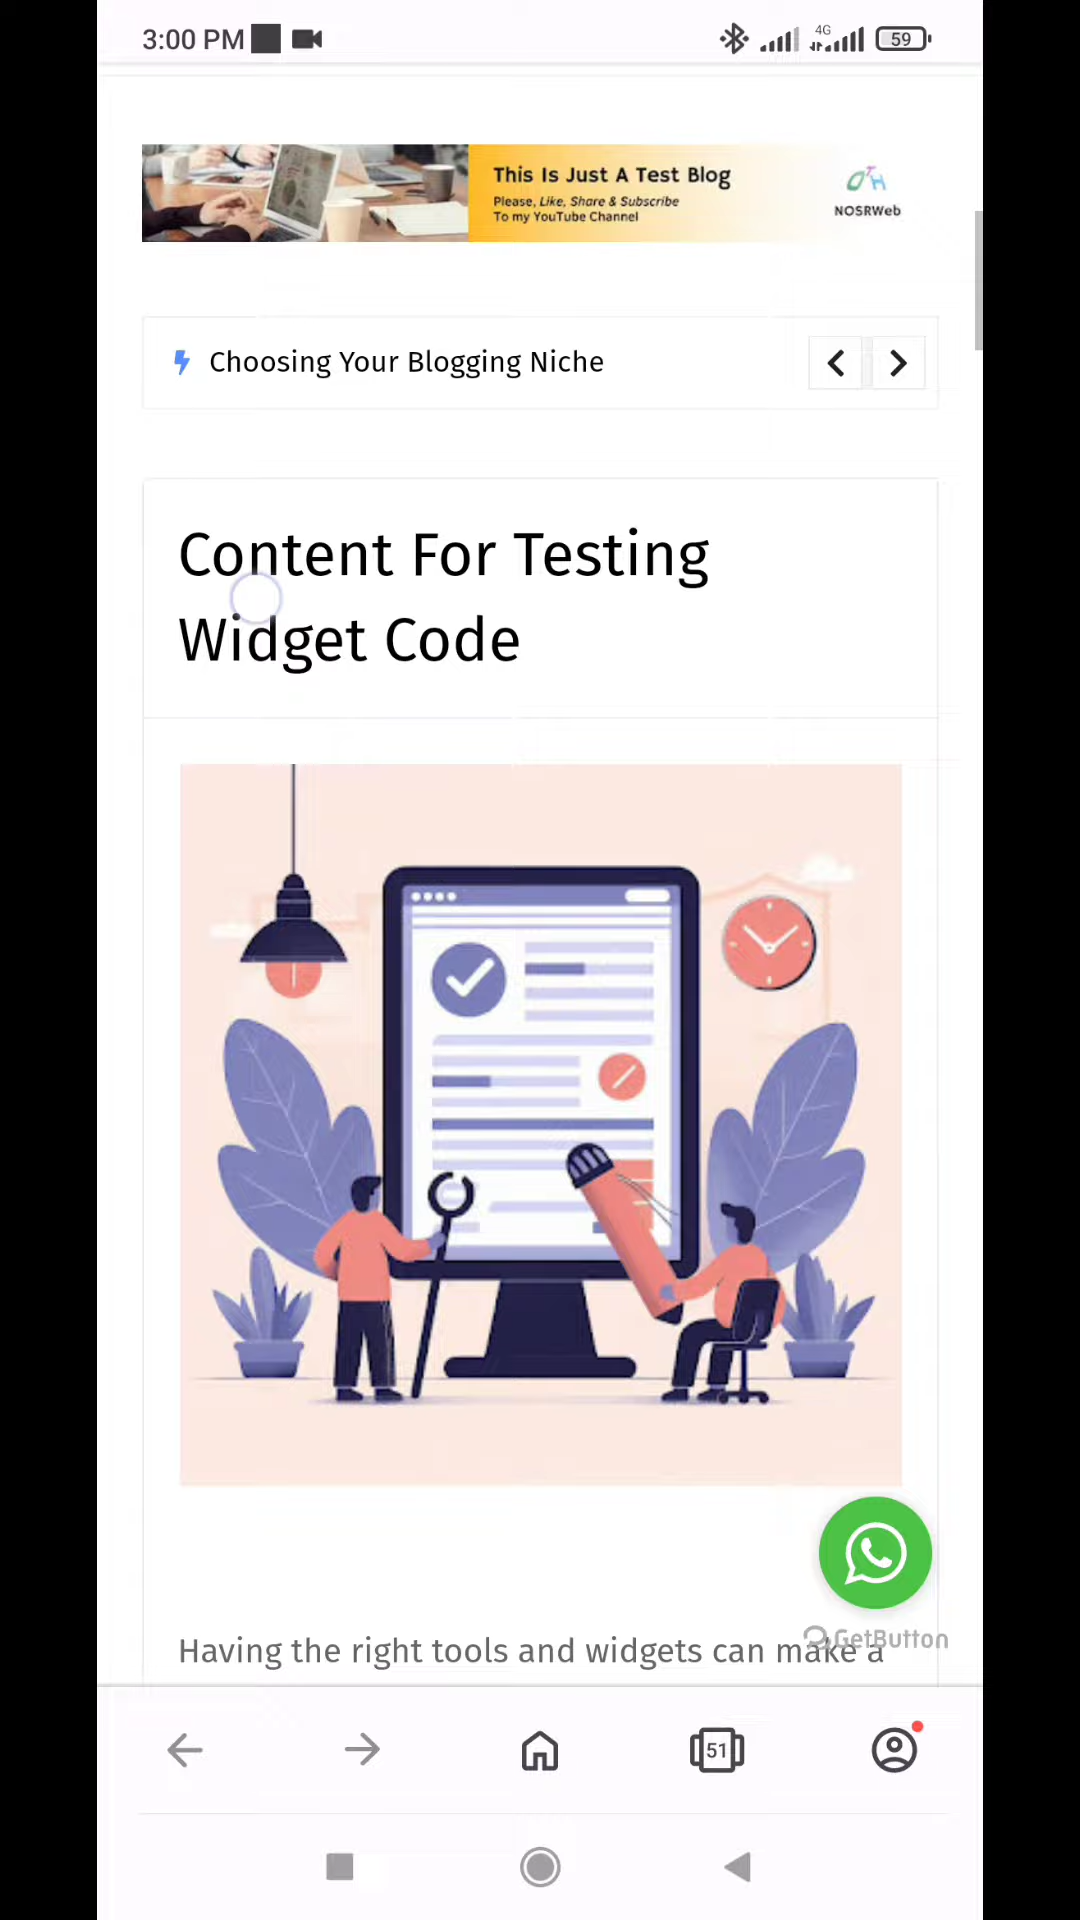 3:00 PM
4G
59
This Is Just A Test Blog
Please, Like, Share & Subscribe
To my YouTube Channel
NOSRWeb
Choosing Your Blogging Niche
Content For Testing
Widget Code
Having the right tools and widgets can make a
GetButton
51